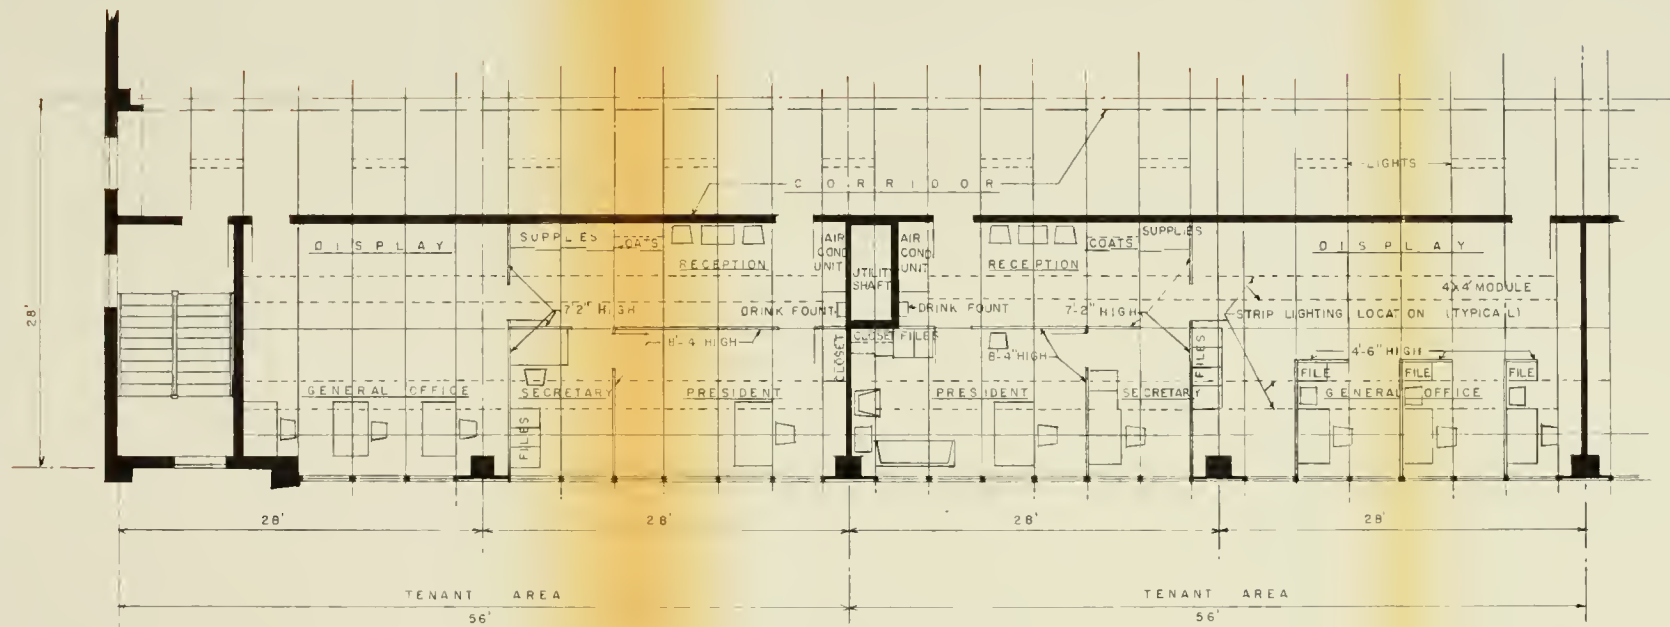 LIGHTS
CORRIDOR
28'
DISPLAY
SUPPLIES
COATS
RECEPTION
AIR
COND
UNIT
UTILITY
SHAFT
AIR
COND
UNIT
RECEPTION
COATS
SUPPLIES
DISPLAY
4X4 MODULE
7'2" HIGH
DRINK FOUNT
DRINK FOUNT
7-2" HIGH
STRIP LIGHTING LOCATION (TYPICAL)
8'-4 HIGH
CLOSET
CLOSET
FILES
8-4" HIGH
FILES
4'-6" HIGH
FILE
FILE
FILE
GENERAL OFFICE
SECRETARY
PRESIDENT
PRESIDENT
SECRETARY
GENERAL OFFICE
FILES
28'
28'
28'
28'
TENANT AREA
56'
TENANT AREA
56'